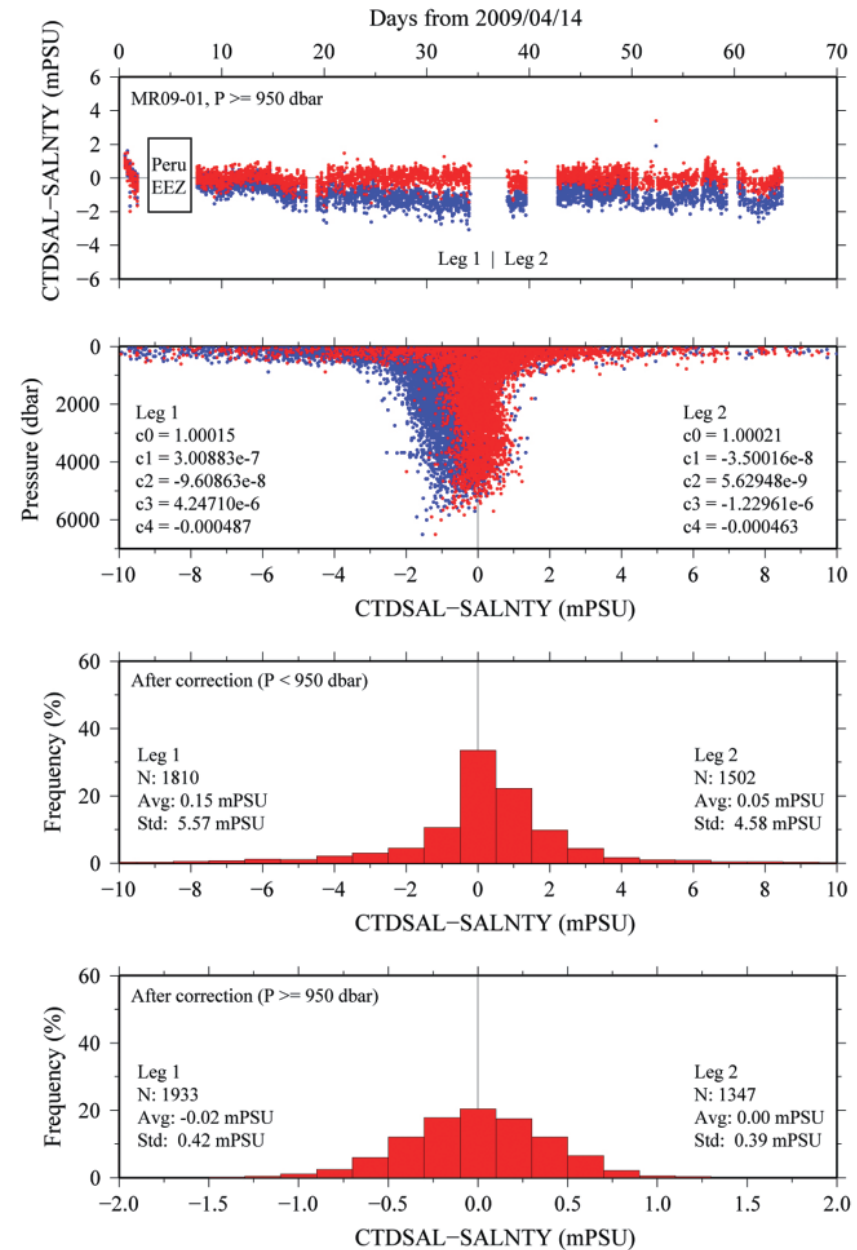 Days from 2009/04/14
0 10 20 30 40 50 60 70
CTDSAL−SALNTY (mPSU)
6
4
2
0
−2
−4
−6
MR09-01, P >= 950 dbar
Peru
EEZ
Leg 1 | Leg 2
Pressure (dbar)
0
2000
4000
6000
Leg 1
c0 = 1.00015
c1 = 3.00883e-7
c2 = -9.60863e-8
c3 = 4.24710e-6
c4 = -0.000487
Leg 2
c0 = 1.00021
c1 = -3.50016e-8
c2 = 5.62948e-9
c3 = -1.22961e-6
c4 = -0.000463
−10 −8 −6 −4 −2 0 2 4 6 8 10
CTDSAL−SALNTY (mPSU)
Frequency (%)
60
40
20
0
After correction (P < 950 dbar)
Leg 1
N: 1810
Avg: 0.15 mPSU
Std: 5.57 mPSU
Leg 2
N: 1502
Avg: 0.05 mPSU
Std: 4.58 mPSU
−10 −8 −6 −4 −2 0 2 4 6 8 10
CTDSAL−SALNTY (mPSU)
Frequency (%)
60
40
20
0
After correction (P >= 950 dbar)
Leg 1
N: 1933
Avg: -0.02 mPSU
Std: 0.42 mPSU
Leg 2
N: 1347
Avg: 0.00 mPSU
Std: 0.39 mPSU
−2.0 −1.5 −1.0 −0.5 0.0 0.5 1.0 1.5 2.0
CTDSAL−SALNTY (mPSU)